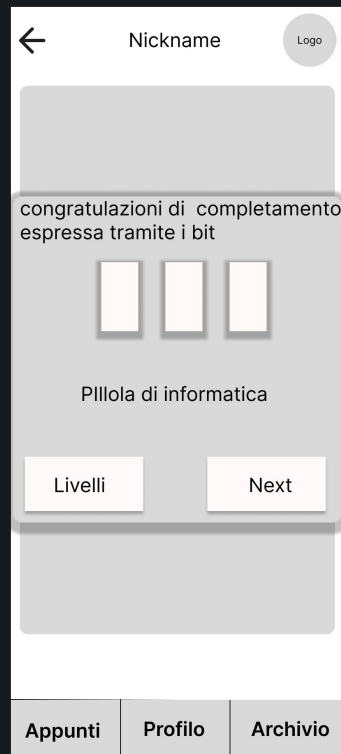 Nickname
Logo
congratulazioni di completamento
espressa tramite i bit
PIllola di informatica
Livelli
Next
Appunti
Profilo
Archivio